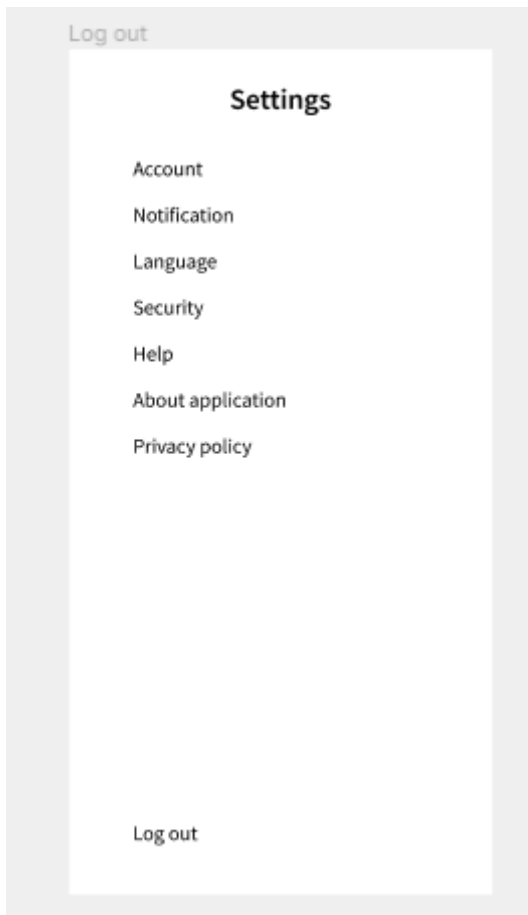 Log out
Settings
Account
Notification
Language
Security
Help
About application
Privacy policy
Log out